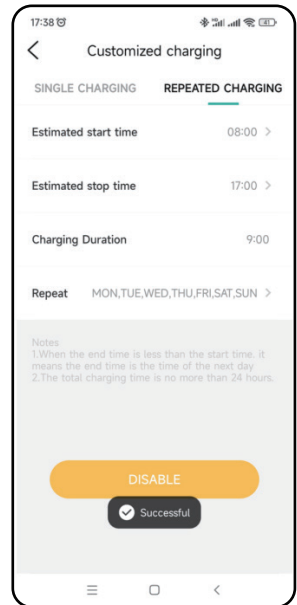 17:38
Customized charging
SINGLE CHARGING REPEATED CHARGING
Estimated start time 08:00 >
Estimated stop time 17:00 >
Charging Duration 9:00
Repeat MON,TUE,WED,THU,FRI,SAT,SUN >
Notes
1.When the end time is less than the start time. it
means the end time is the time of the next day
2.The total charging time is no more than 24 hours.
DISABLE
Successful